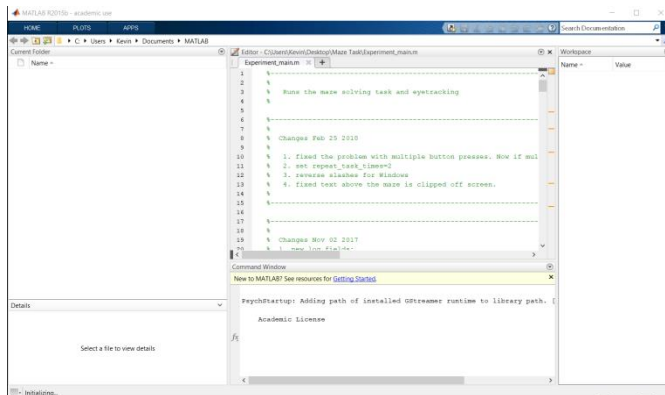 MATLAB R2015b - academic use
HOME PLOTS APPS
Search Documentation
C: Users Kevin Documents MATLAB
Current Folder
Name
Details
Select a file to view details
Initializing...
Editor - C:\Users\Kevin\Desktop\Maze Task\Experiment_main.m
Experiment_main.m
1 %--------------------------------------------------
2 %
3 % Runs the maze solving task and eyetracking
4 %
5
6 %--------------------------------------------------
7 %
8 % Changes Feb 25 2018
9 %
10 % 1. fixed the problem with multiple button presses. Now if mul
11 % 2. set repeat_task_times=2
12 % 3. reverse slashes for Windows
13 % 4. fixed text above the maze is clipped off screen.
14 %
15 %--------------------------------------------------
16
17 %--------------------------------------------------
18 %
19 % Changes Nov 02 2017
20 % 1. new log fields:
Command Window
New to MATLAB? See resources for Getting Started.
PsychStartup: Adding path of installed GStreamer runtime to library path. [
Academic License
fx
Workspace
Name Value